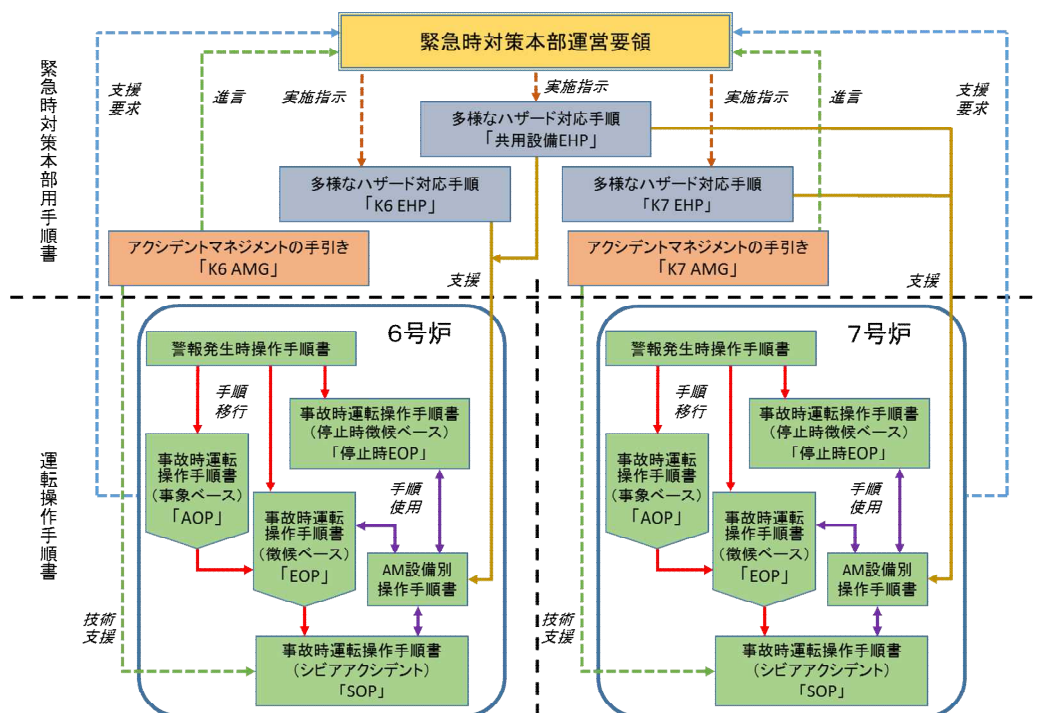 緊急時対策本部運営要領
緊急時対策本部用手順書
支援
要求
進言
実施指示
実施指示
実施指示
進言
支援
要求
多様なハザード対応手順
「共用設備EHP」
多様なハザード対応手順
「K6 EHP」
多様なハザード対応手順
「K7 EHP」
アクシデントマネジメントの手引き
「K6 AMG」
アクシデントマネジメントの手引き
「K7 AMG」
支援
支援
運転操作手順書
6号炉
警報発生時操作手順書
手順
移行
事故時運転操作手順書
(停止時徴候ベース)
「停止時EOP」
事故時運転
操作手順書
(事象ベース)
「AOP」
手順
使用
事故時運転
操作手順書
(徴候ベース)
「EOP」
AM設備別
操作手順書
技術
支援
事故時運転操作手順書
(シビアアクシデント)
「SOP」
7号炉
警報発生時操作手順書
手順
移行
事故時運転操作手順書
(停止時徴候ベース)
「停止時EOP」
事故時運転
操作手順書
(事象ベース)
「AOP」
手順
使用
事故時運転
操作手順書
(徴候ベース)
「EOP」
AM設備別
操作手順書
技術
支援
事故時運転操作手順書
(シビアアクシデント)
「SOP」